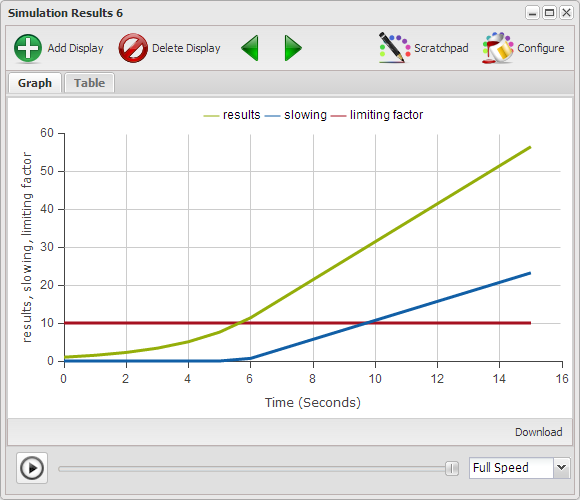 Simulation Results 6
Add Display Delete Display Scratchpad Configure
Graph Table
results slowing limiting factor
results, slowing, limiting factor
60
50
40
30
20
10
0
0 2 4 6 8 10 12 14 16
Time (Seconds)
Download
Full Speed